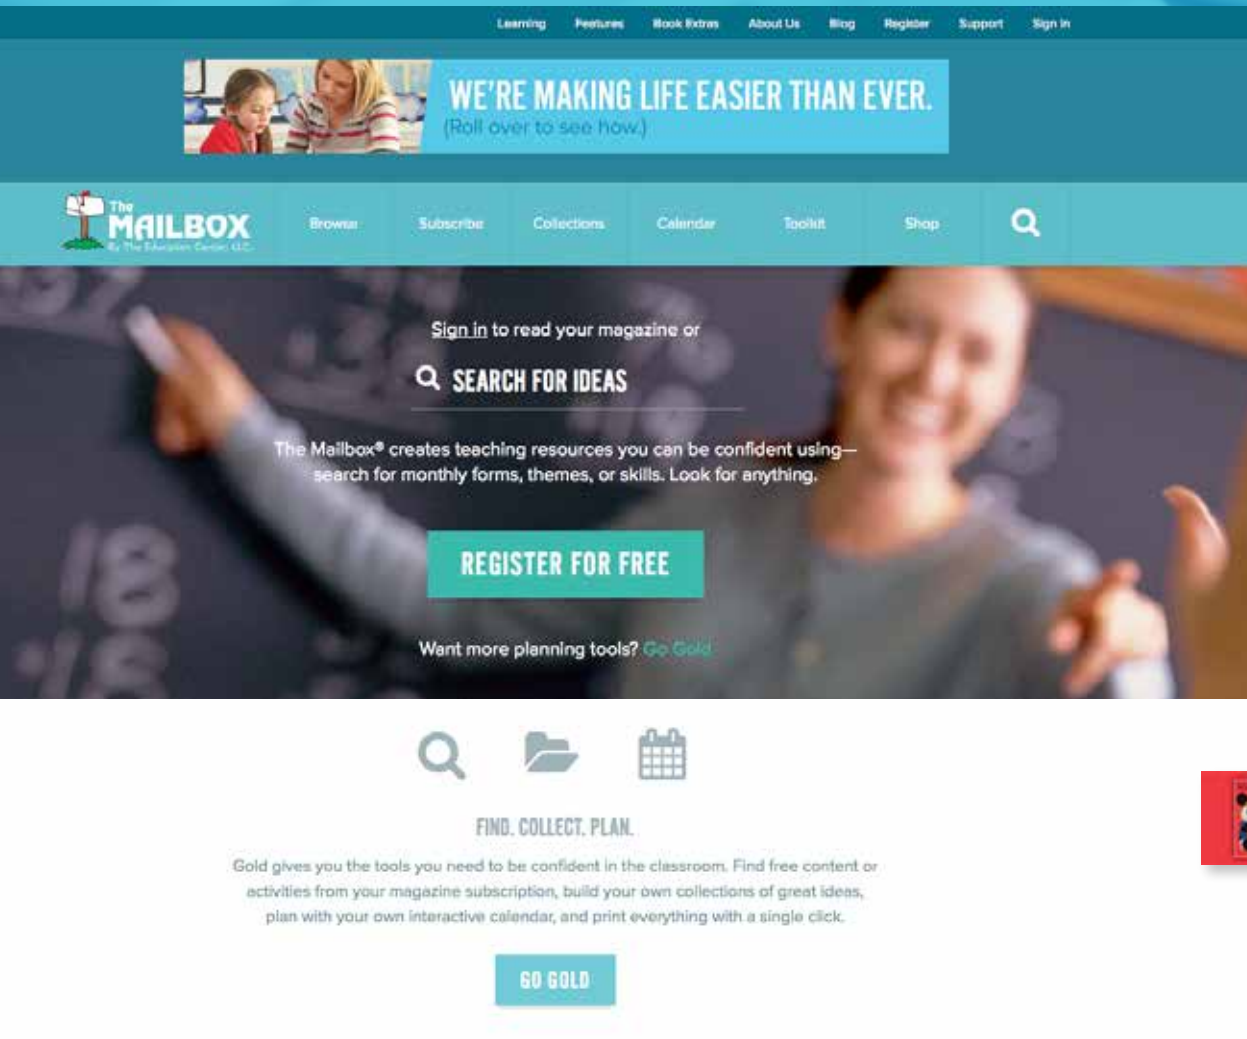 Learning Features Book Extras About Us Blog Register Support Sign In
WE'RE MAKING LIFE EASIER THAN EVER.
(Roll over to see how.)
The
MAILBOX
By The Education Center, LLC.
Browse Subscribe Collections Calendar Toolkit Shop
Sign in to read your magazine or
SEARCH FOR IDEAS
The Mailbox® creates teaching resources you can be confident using—
search for monthly forms, themes, or skills. Look for anything.
REGISTER FOR FREE
Want more planning tools? Go Gold
FIND. COLLECT. PLAN.
Gold gives you the tools you need to be confident in the classroom. Find free content or
activities from your magazine subscription, build your own collections of great ideas,
plan with your own interactive calendar, and print everything with a single click.
GO GOLD